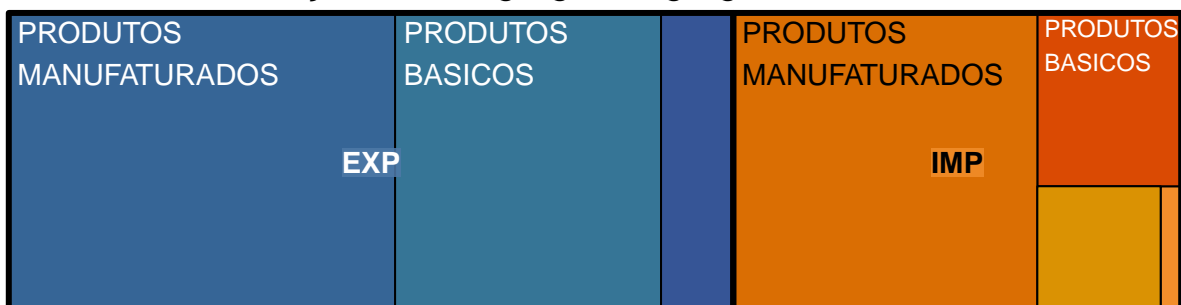 PRODUTOS
MANUFATURADOS
PRODUTOS
BASICOS
EXP
PRODUTOS
MANUFATURADOS
PRODUTOS
BASICOS
IMP